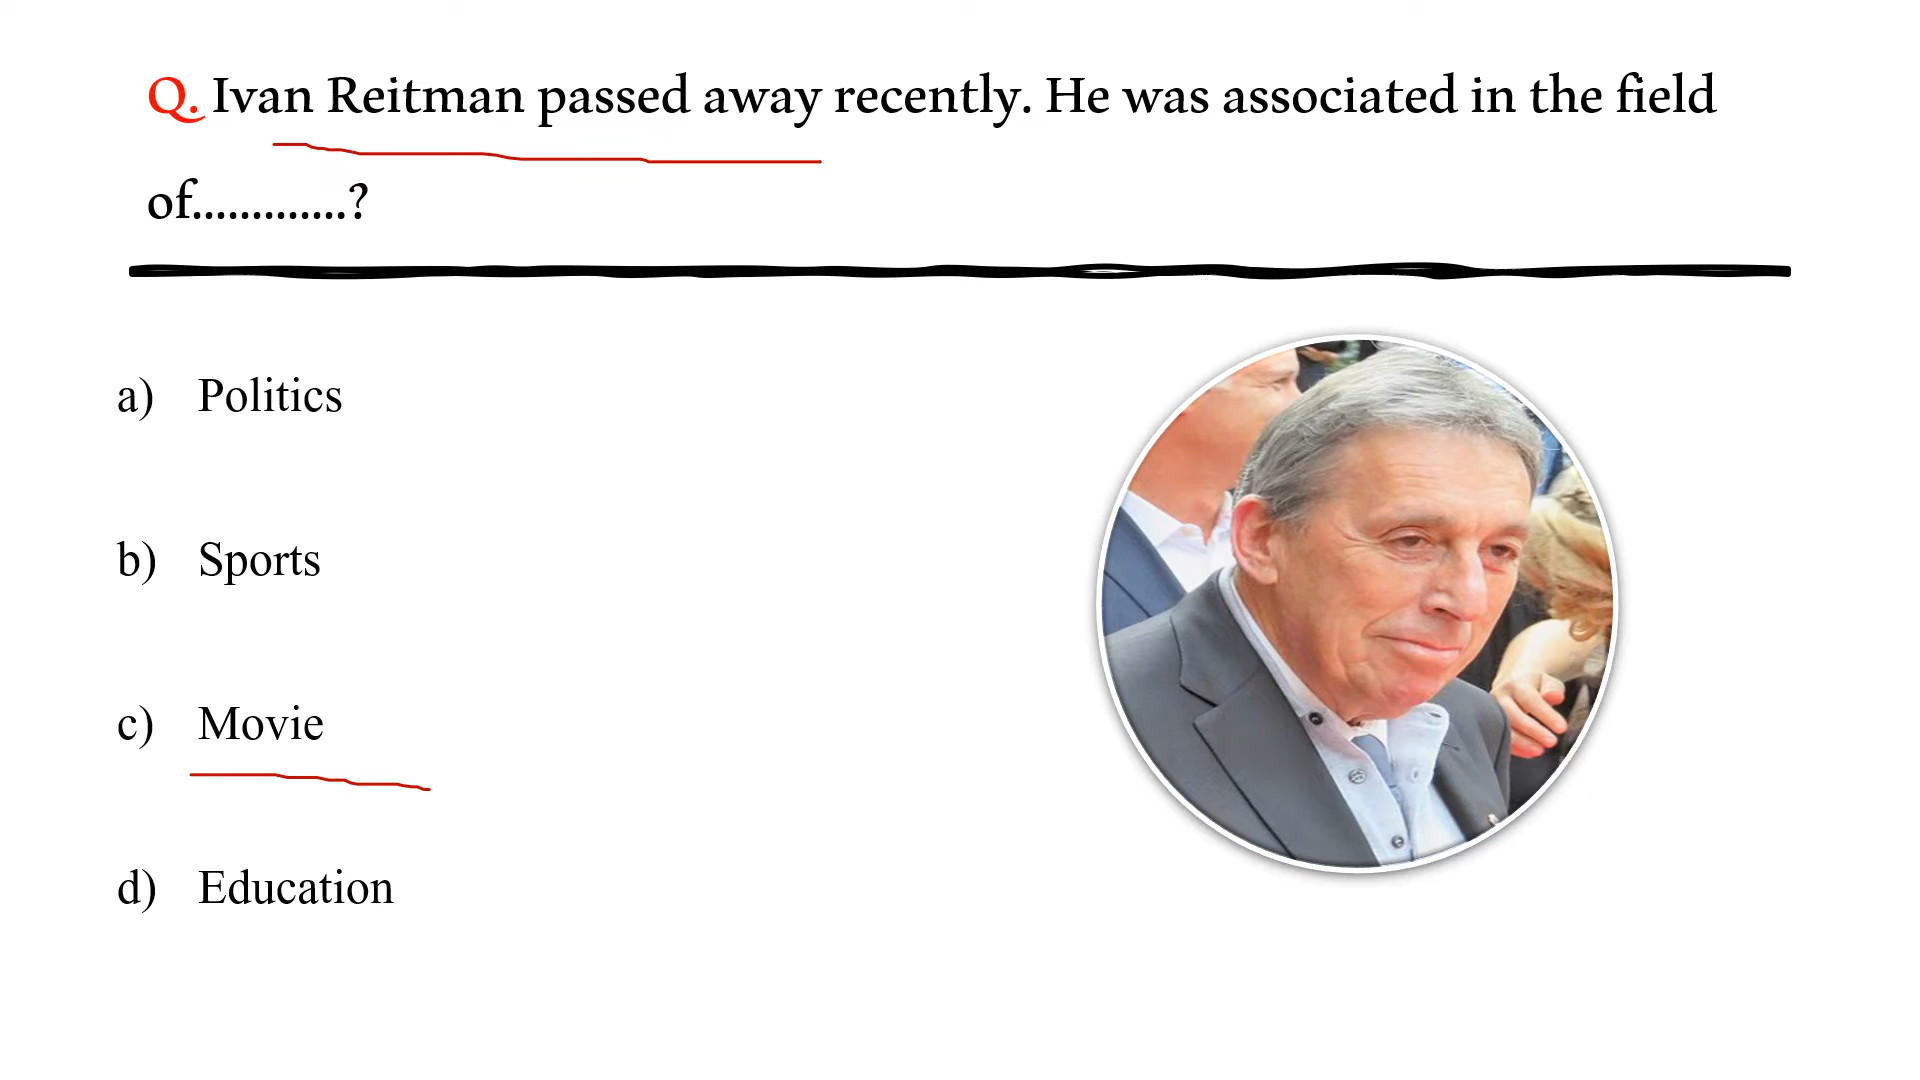 Q. Ivan Reitman passed away recently. He was associated in the field
of.............?
a) Politics
b) Sports
c) Movie
d) Education